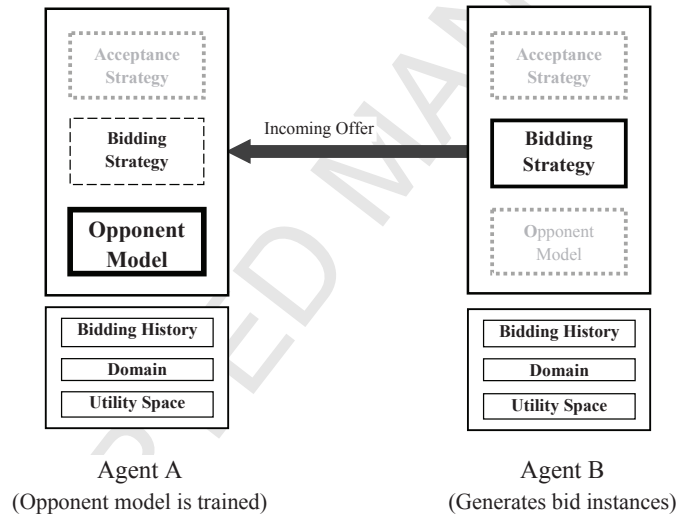 Acceptance
Strategy
Bidding
Strategy
Opponent
Model
Bidding History
Domain
Utility Space
Agent A
(Opponent model is trained)
Incoming Offer
Acceptance
Strategy
Bidding
Strategy
Opponent
Model
Bidding History
Domain
Utility Space
Agent B
(Generates bid instances)